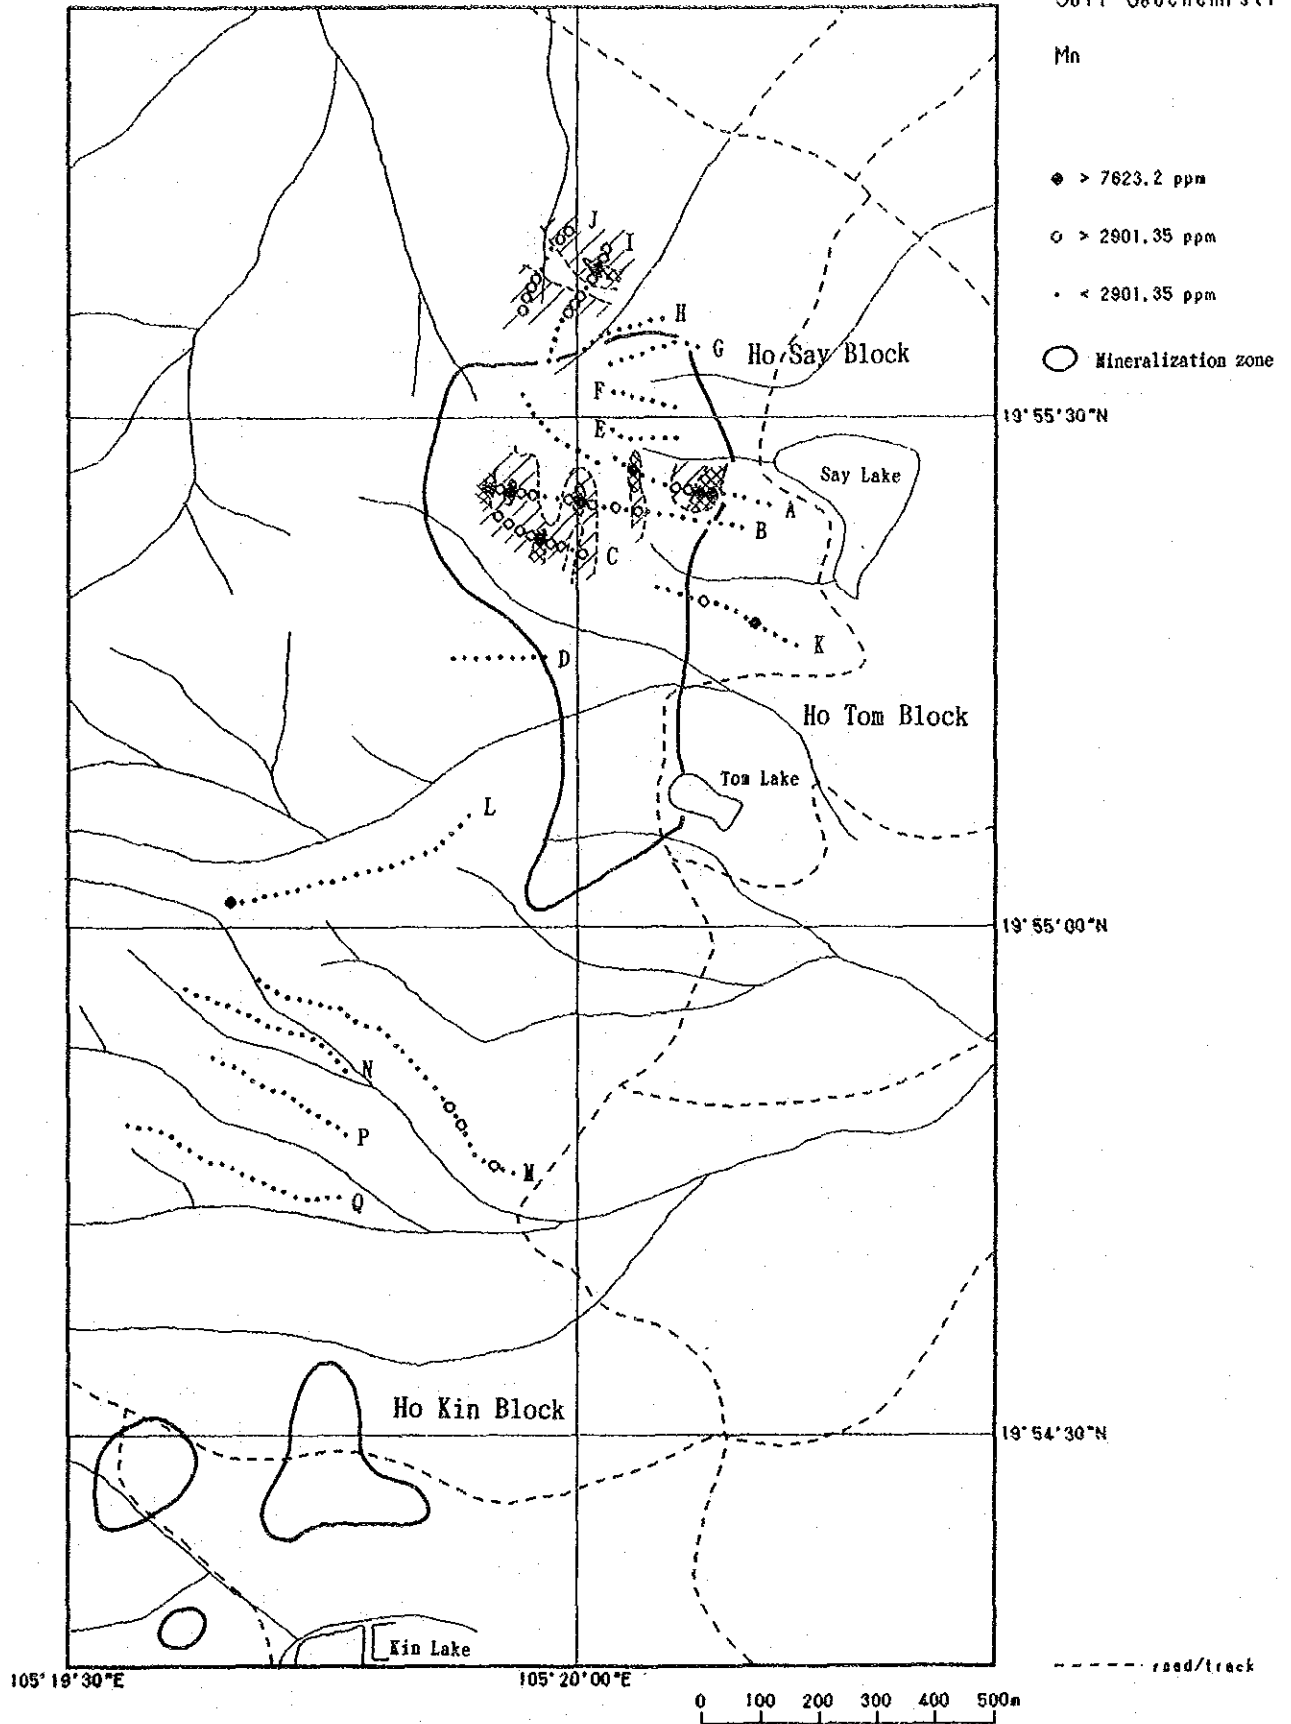 Mn
> 7623.2 ppm
> 2901.35 ppm
< 2901.35 ppm
Mineralization zone
J
I
H
G
Ho Say Block
F
19°55'30"N
E
Say Lake
A
B
C
K
D
Ho Tom Block
Tom Lake
L
19°55'00"N
N
P
M
Q
Ho Kin Block
19°54'30"N
Kin Lake
105°19'30"E
105°20'00"E
road/track
0 100 200 300 400 500m